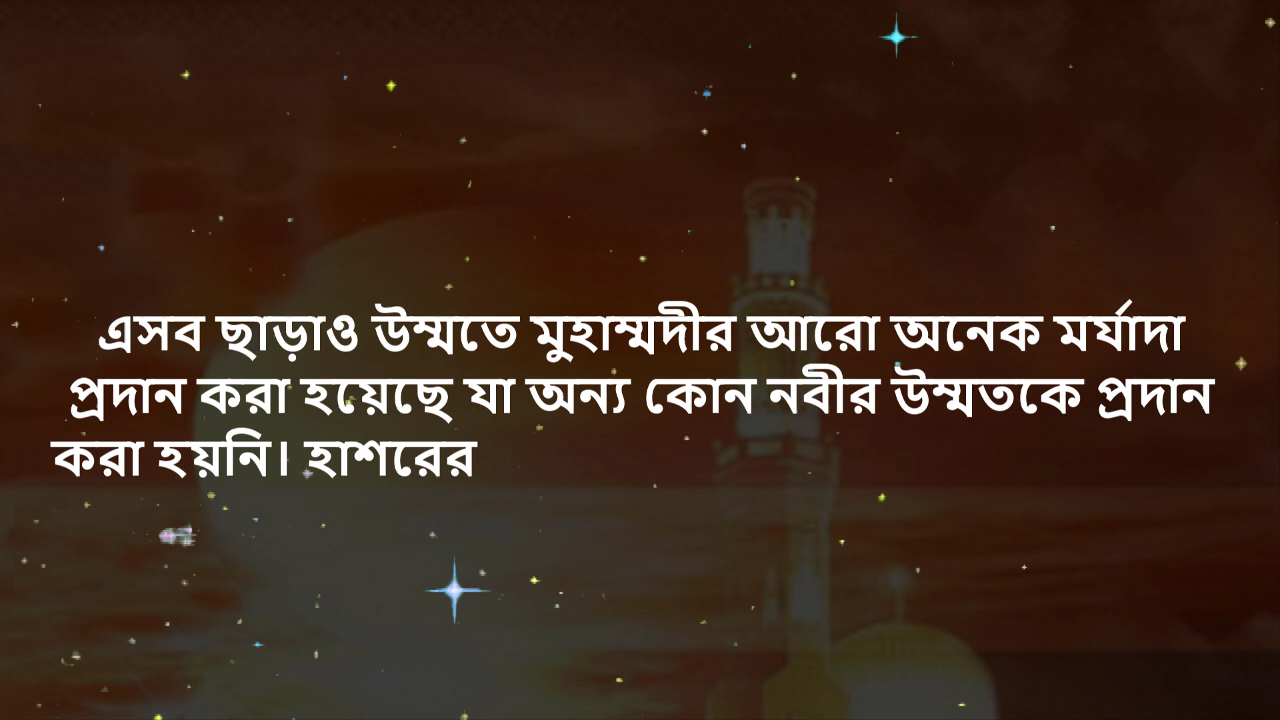 এসব ছাড়াও উম্মতে মুহাম্মদীর আরো অনেক মর্যাদা
প্রদান করা হয়েছে যা অন্য কোন নবীর উম্মতকে প্রদান
করা হয়নি। হাশরের